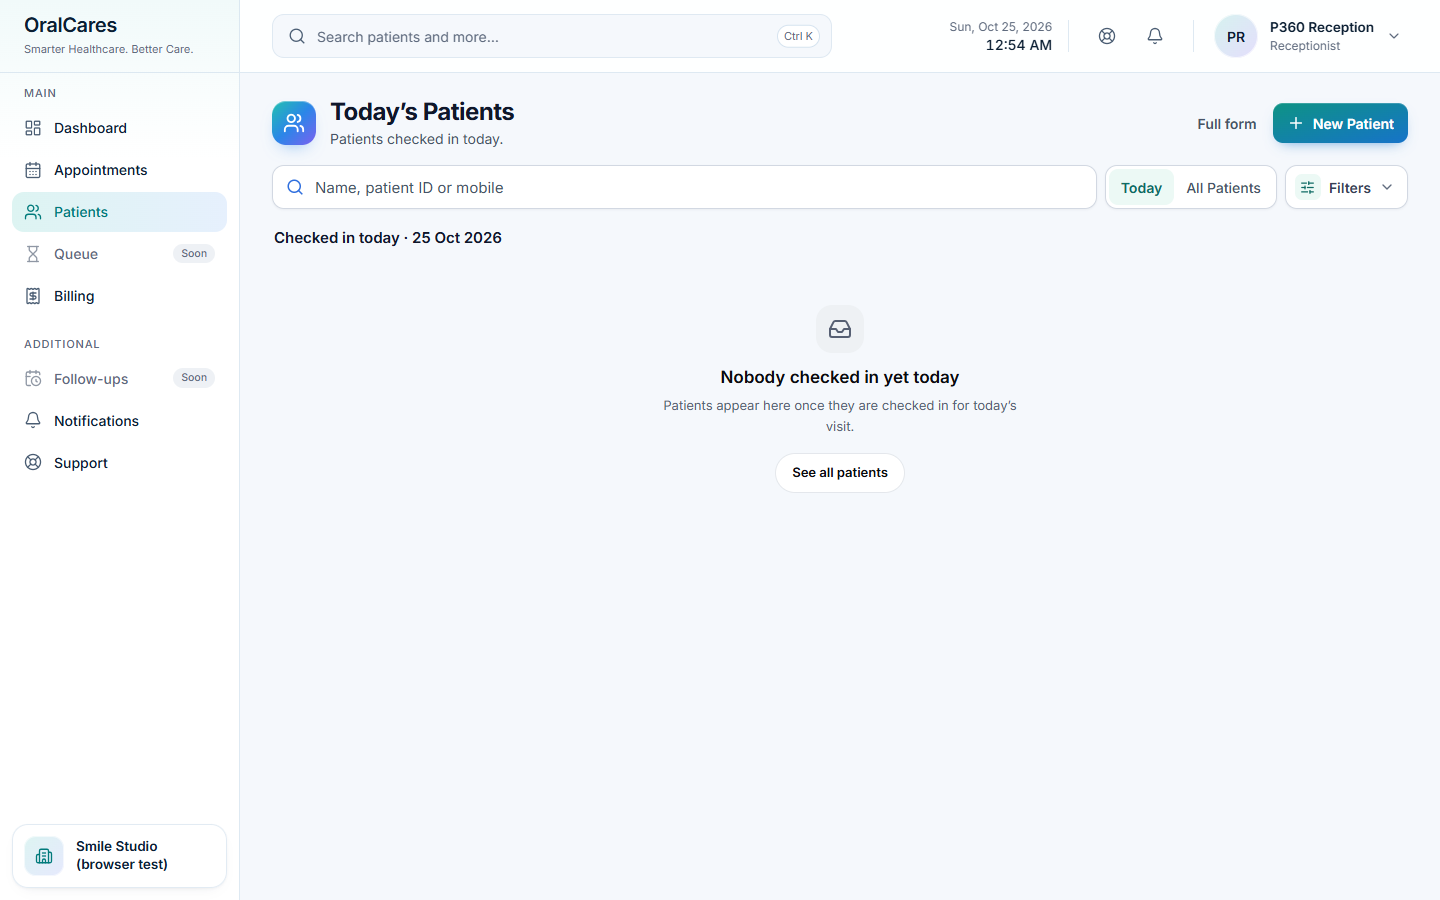 OralCares
Smarter Healthcare. Better Care.
MAIN
Dashboard
Appointments
Patients
Queue Soon
Billing
ADDITIONAL
Follow-ups Soon
Notifications
Support
Smile Studio
(browser test)
Search patients and more... Ctrl K
Sun, Oct 25, 2026
12:54 AM
PR
P360 Reception
Receptionist
Today’s Patients
Patients checked in today.
Full form
New Patient
Name, patient ID or mobile
Today All Patients
Filters
Checked in today · 25 Oct 2026
Nobody checked in yet today
Patients appear here once they are checked in for today’s
visit.
See all patients